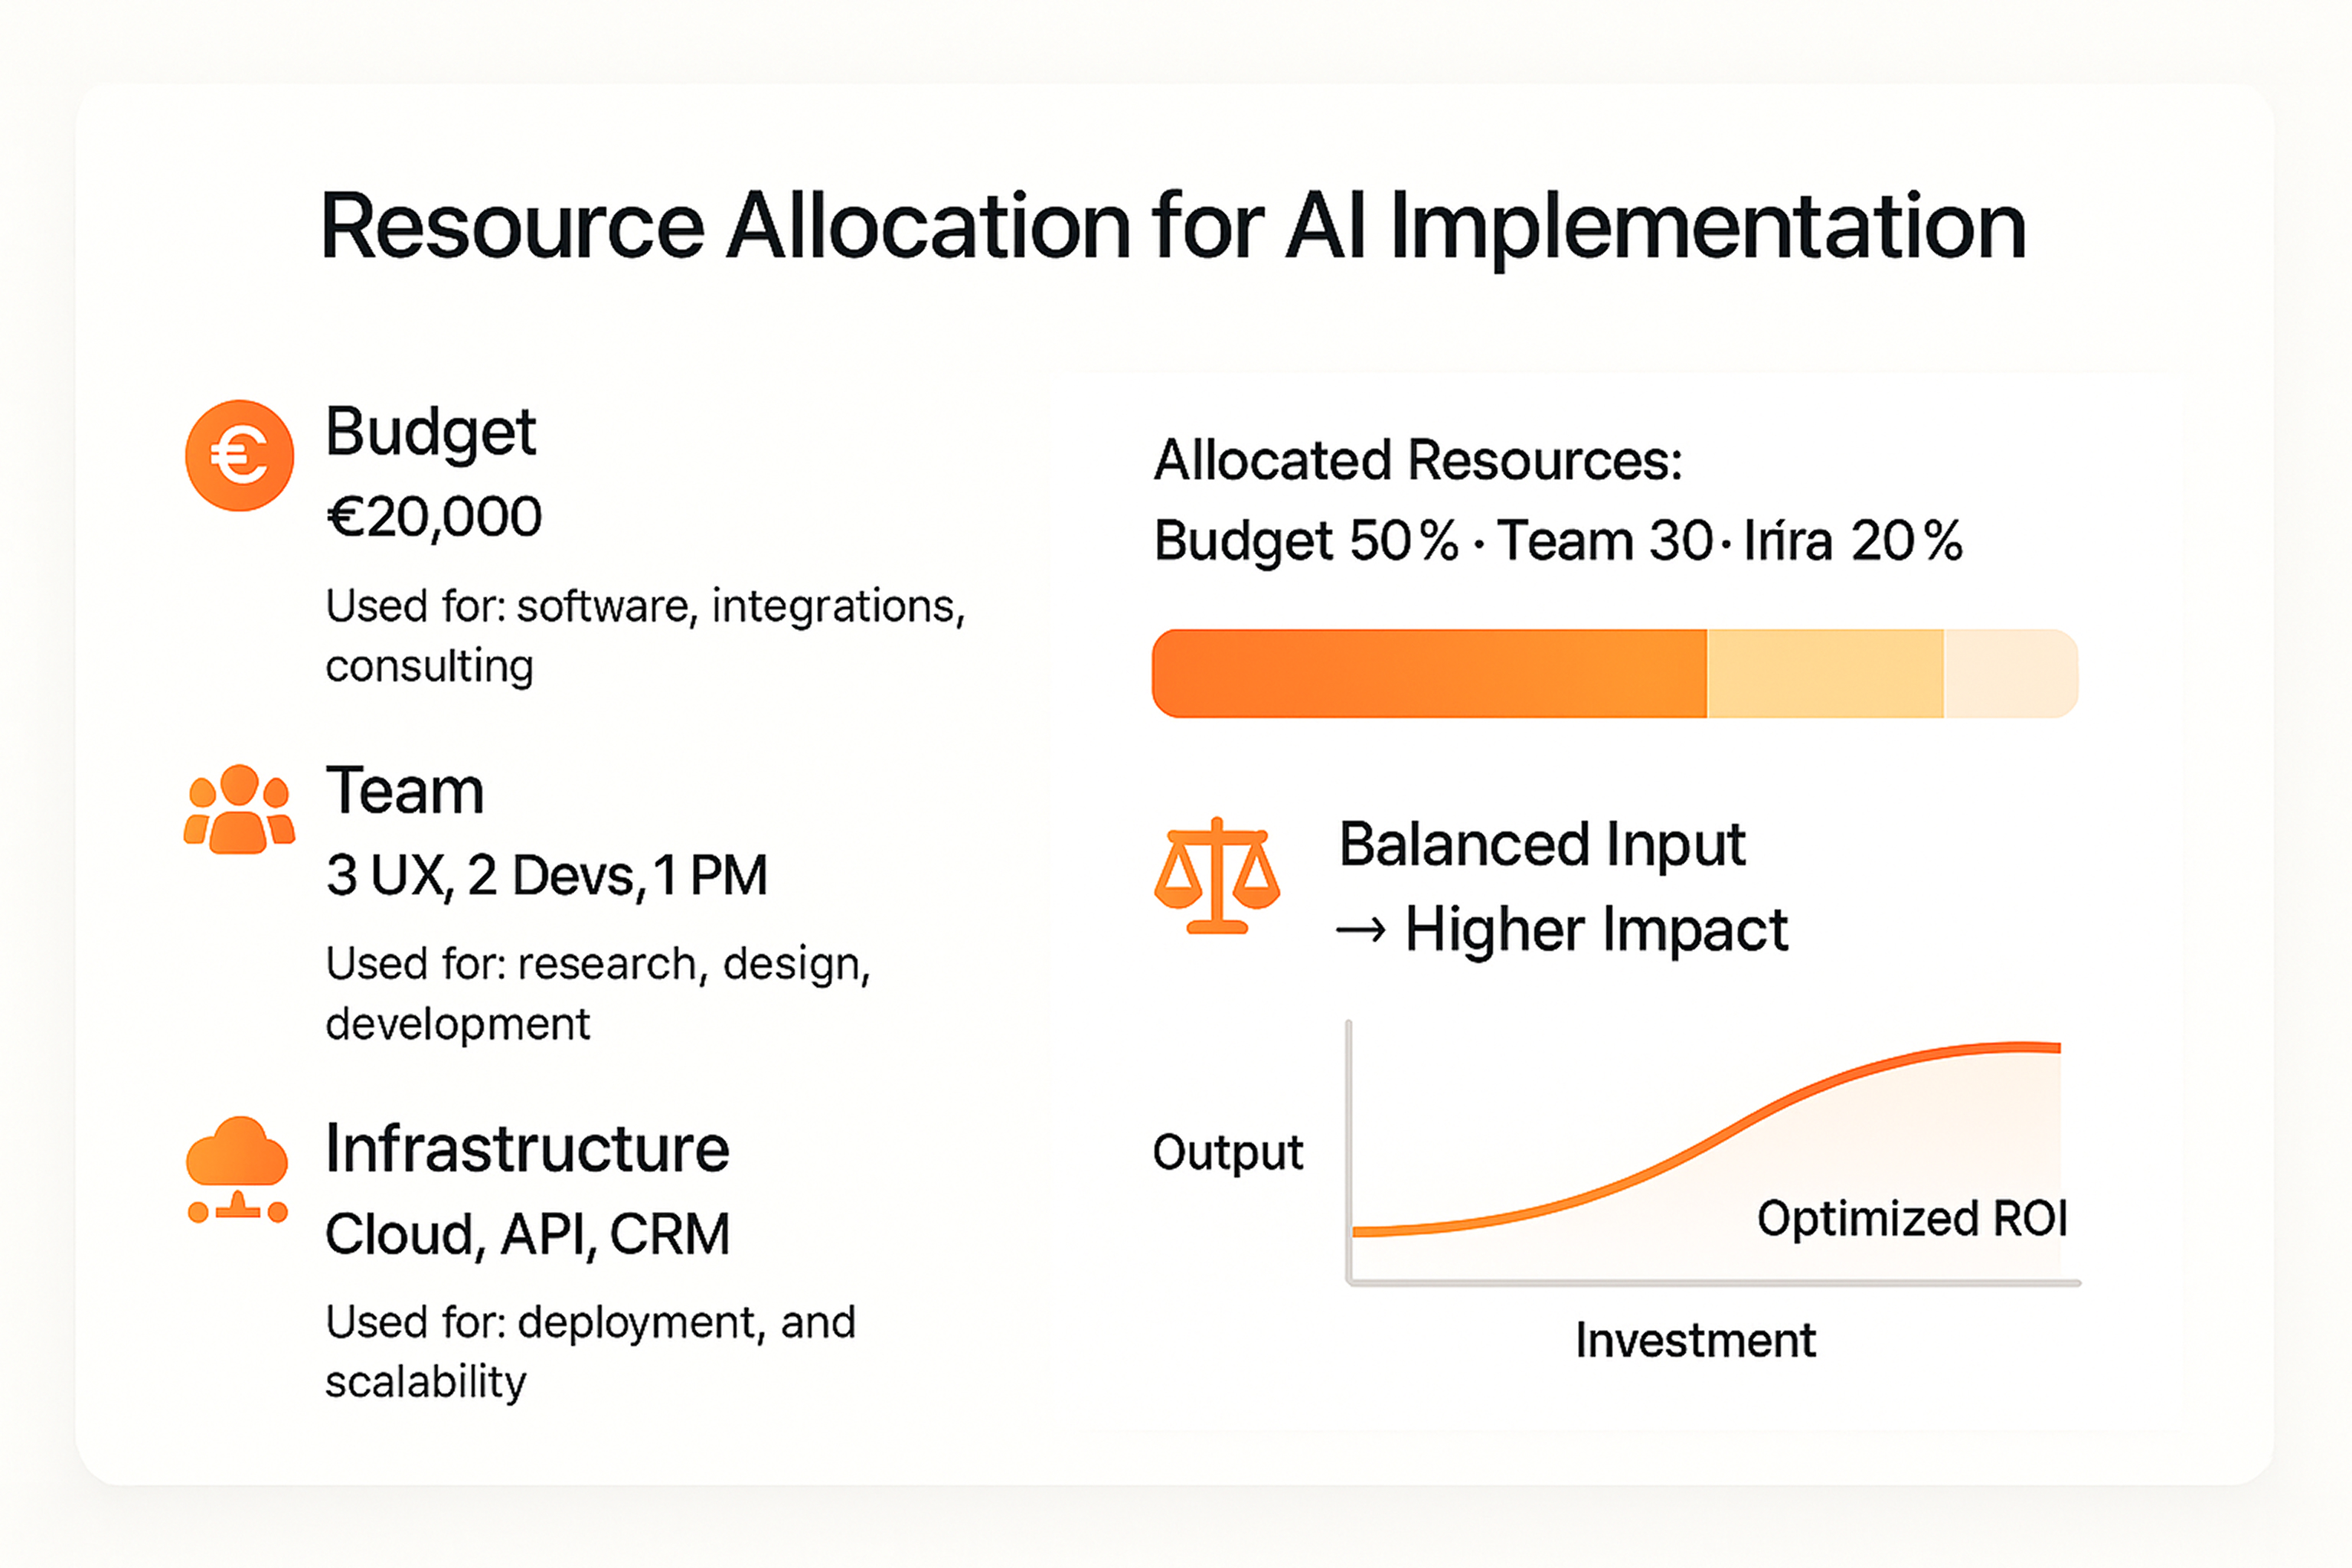 Resource Allocation for AI Implementation
€
Budget
€20,000
Used for: software, integrations,
consulting
Team
3 UX, 2 Devs, 1 PM
Used for: research, design,
development
Infrastructure
Cloud, API, CRM
Used for: deployment, and
scalability
Allocated Resources:
Budget 50% · Team 30 · 20%
Balanced Input
→ Higher Impact
Output
Optimized ROI
Investment